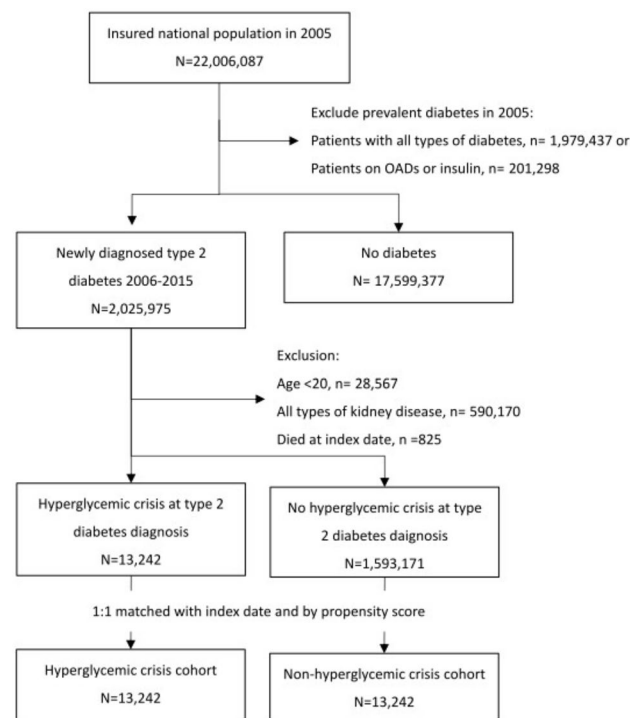 Insured national population in 2005
N=22,006,087
Exclude prevalent diabetes in 2005:
Patients with all types of diabetes, n= 1,979,437 or
Patients on OADs or insulin, n= 201,298
Newly diagnosed type 2
diabetes 2006-2015
N=2,025,975
No diabetes
N= 17,599,377
Exclusion:
Age <20, n= 28,567
All types of kidney disease, n= 590,170
Died at index date, n =825
Hyperglycemic crisis at type 2
diabetes diagnosis
N=13,242
No hyperglycemic crisis at type
2 diabetes daignosis
N=1,593,171
1:1 matched with index date and by propensity score
Hyperglycemic crisis cohort
N=13,242
Non-hyperglycemic crisis cohort
N=13,242